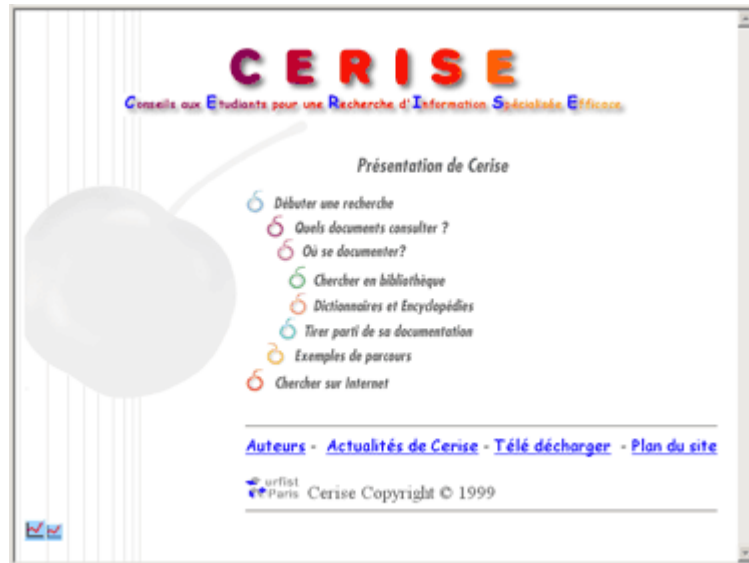 CERISE
Conseils aux Etudiants pour une Recherche d'Information Spécialisée Efficace
Présentation de Cerise
Débuter une recherche
Quels documents consulter ?
Où se documenter?
Chercher en bibliothèque
Dictionnaires et Encyclopédies
Tirer parti de sa documentation
Exemples de parcours
Chercher sur Internet
Auteurs - Actualités de Cerise - Télé décharger - Plan du site
urfist
Paris Cerise Copyright © 1999